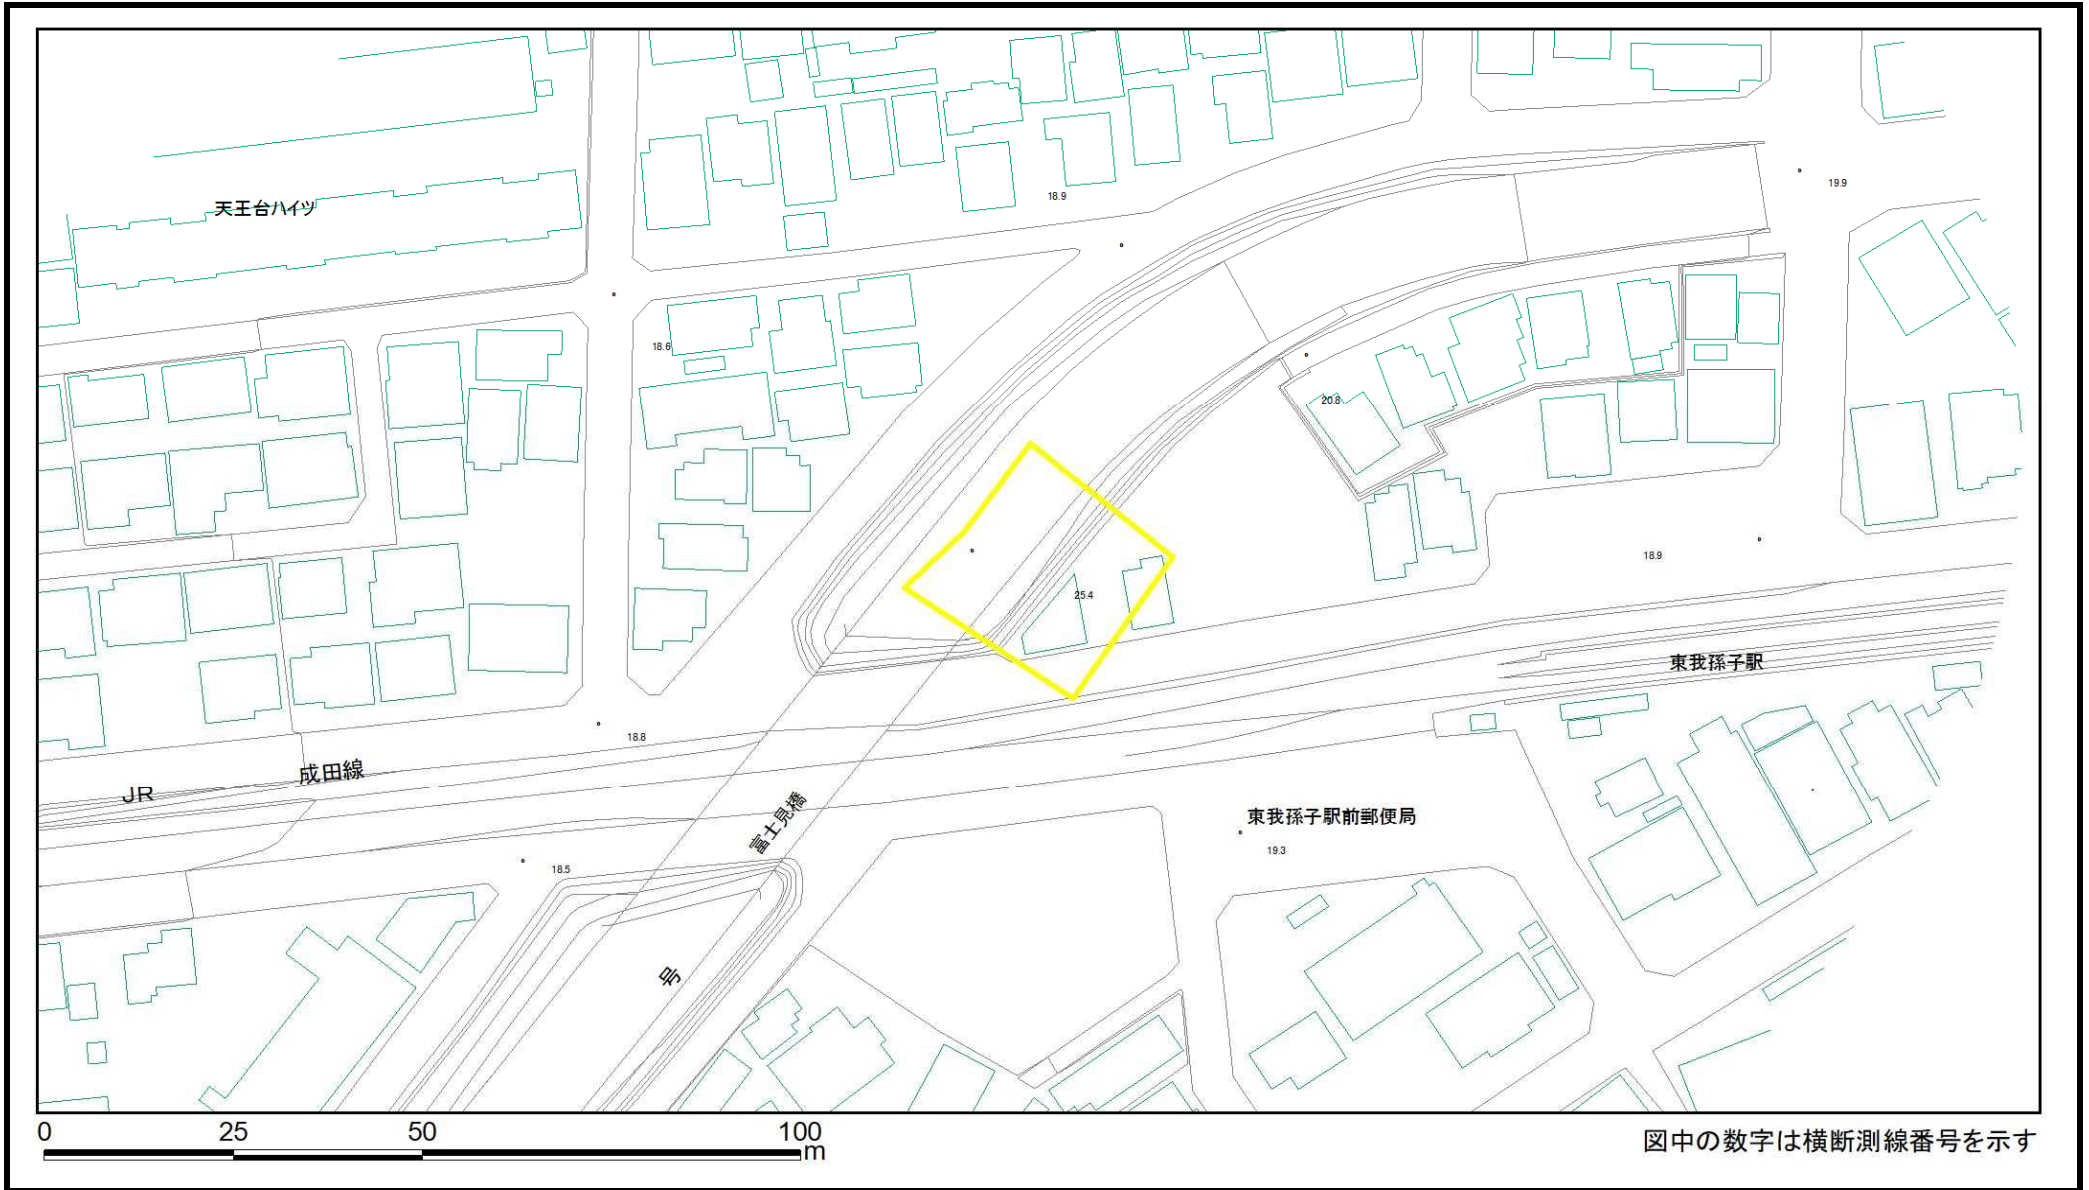 19.9
18.9
天王台ハイツ
18.6
20.8
18.9
25.4
東我孫子駅
18.8
成田線
JR
富士見橋
東我孫子駅前郵便局
19.3
18.5
号
0 25 50 100
m
図中の数字は横断測線番号を示す